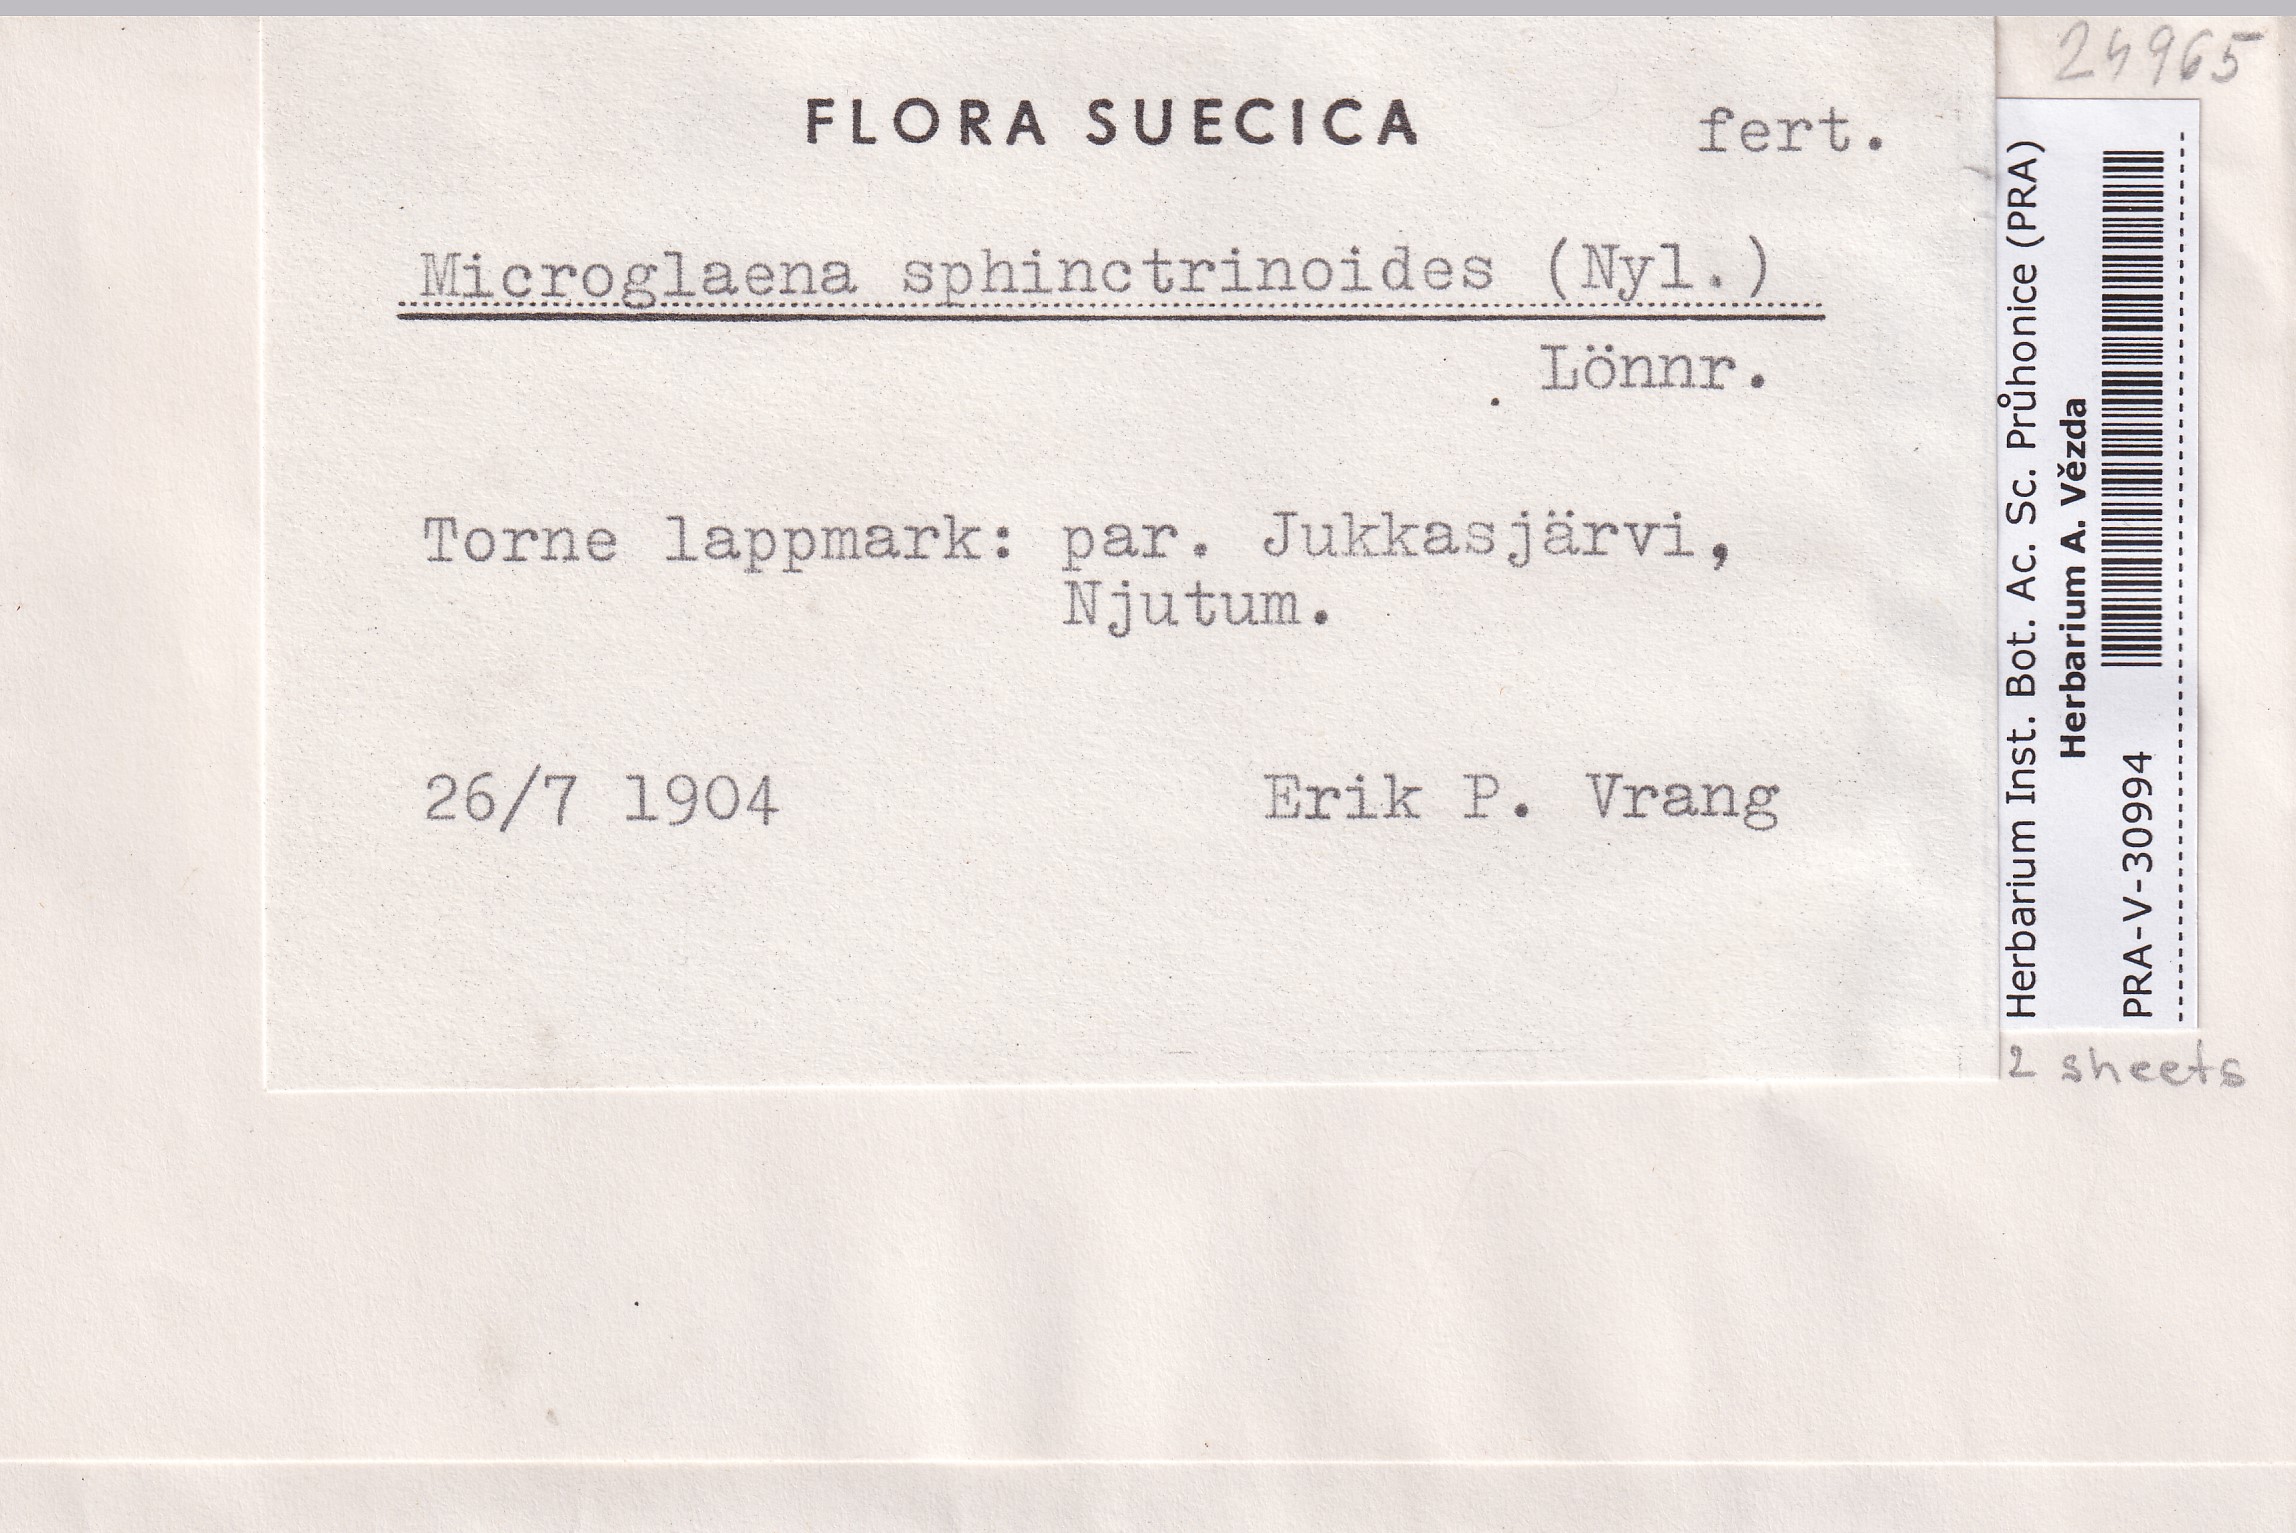 24965
FLORA SUECICA
fert.
Microglaena sphinctrinoides (Nyl.)
Lönnr.
Torne lappmark: par. Jukkasjärvi,
Njutum.
26/7 1904
Erik P. Vrang
Herbarium Inst. Bot. Ac. Sc. Průhonice (PRA)
Herbarium A. Vězda
PRA-V-30994
2 sheets